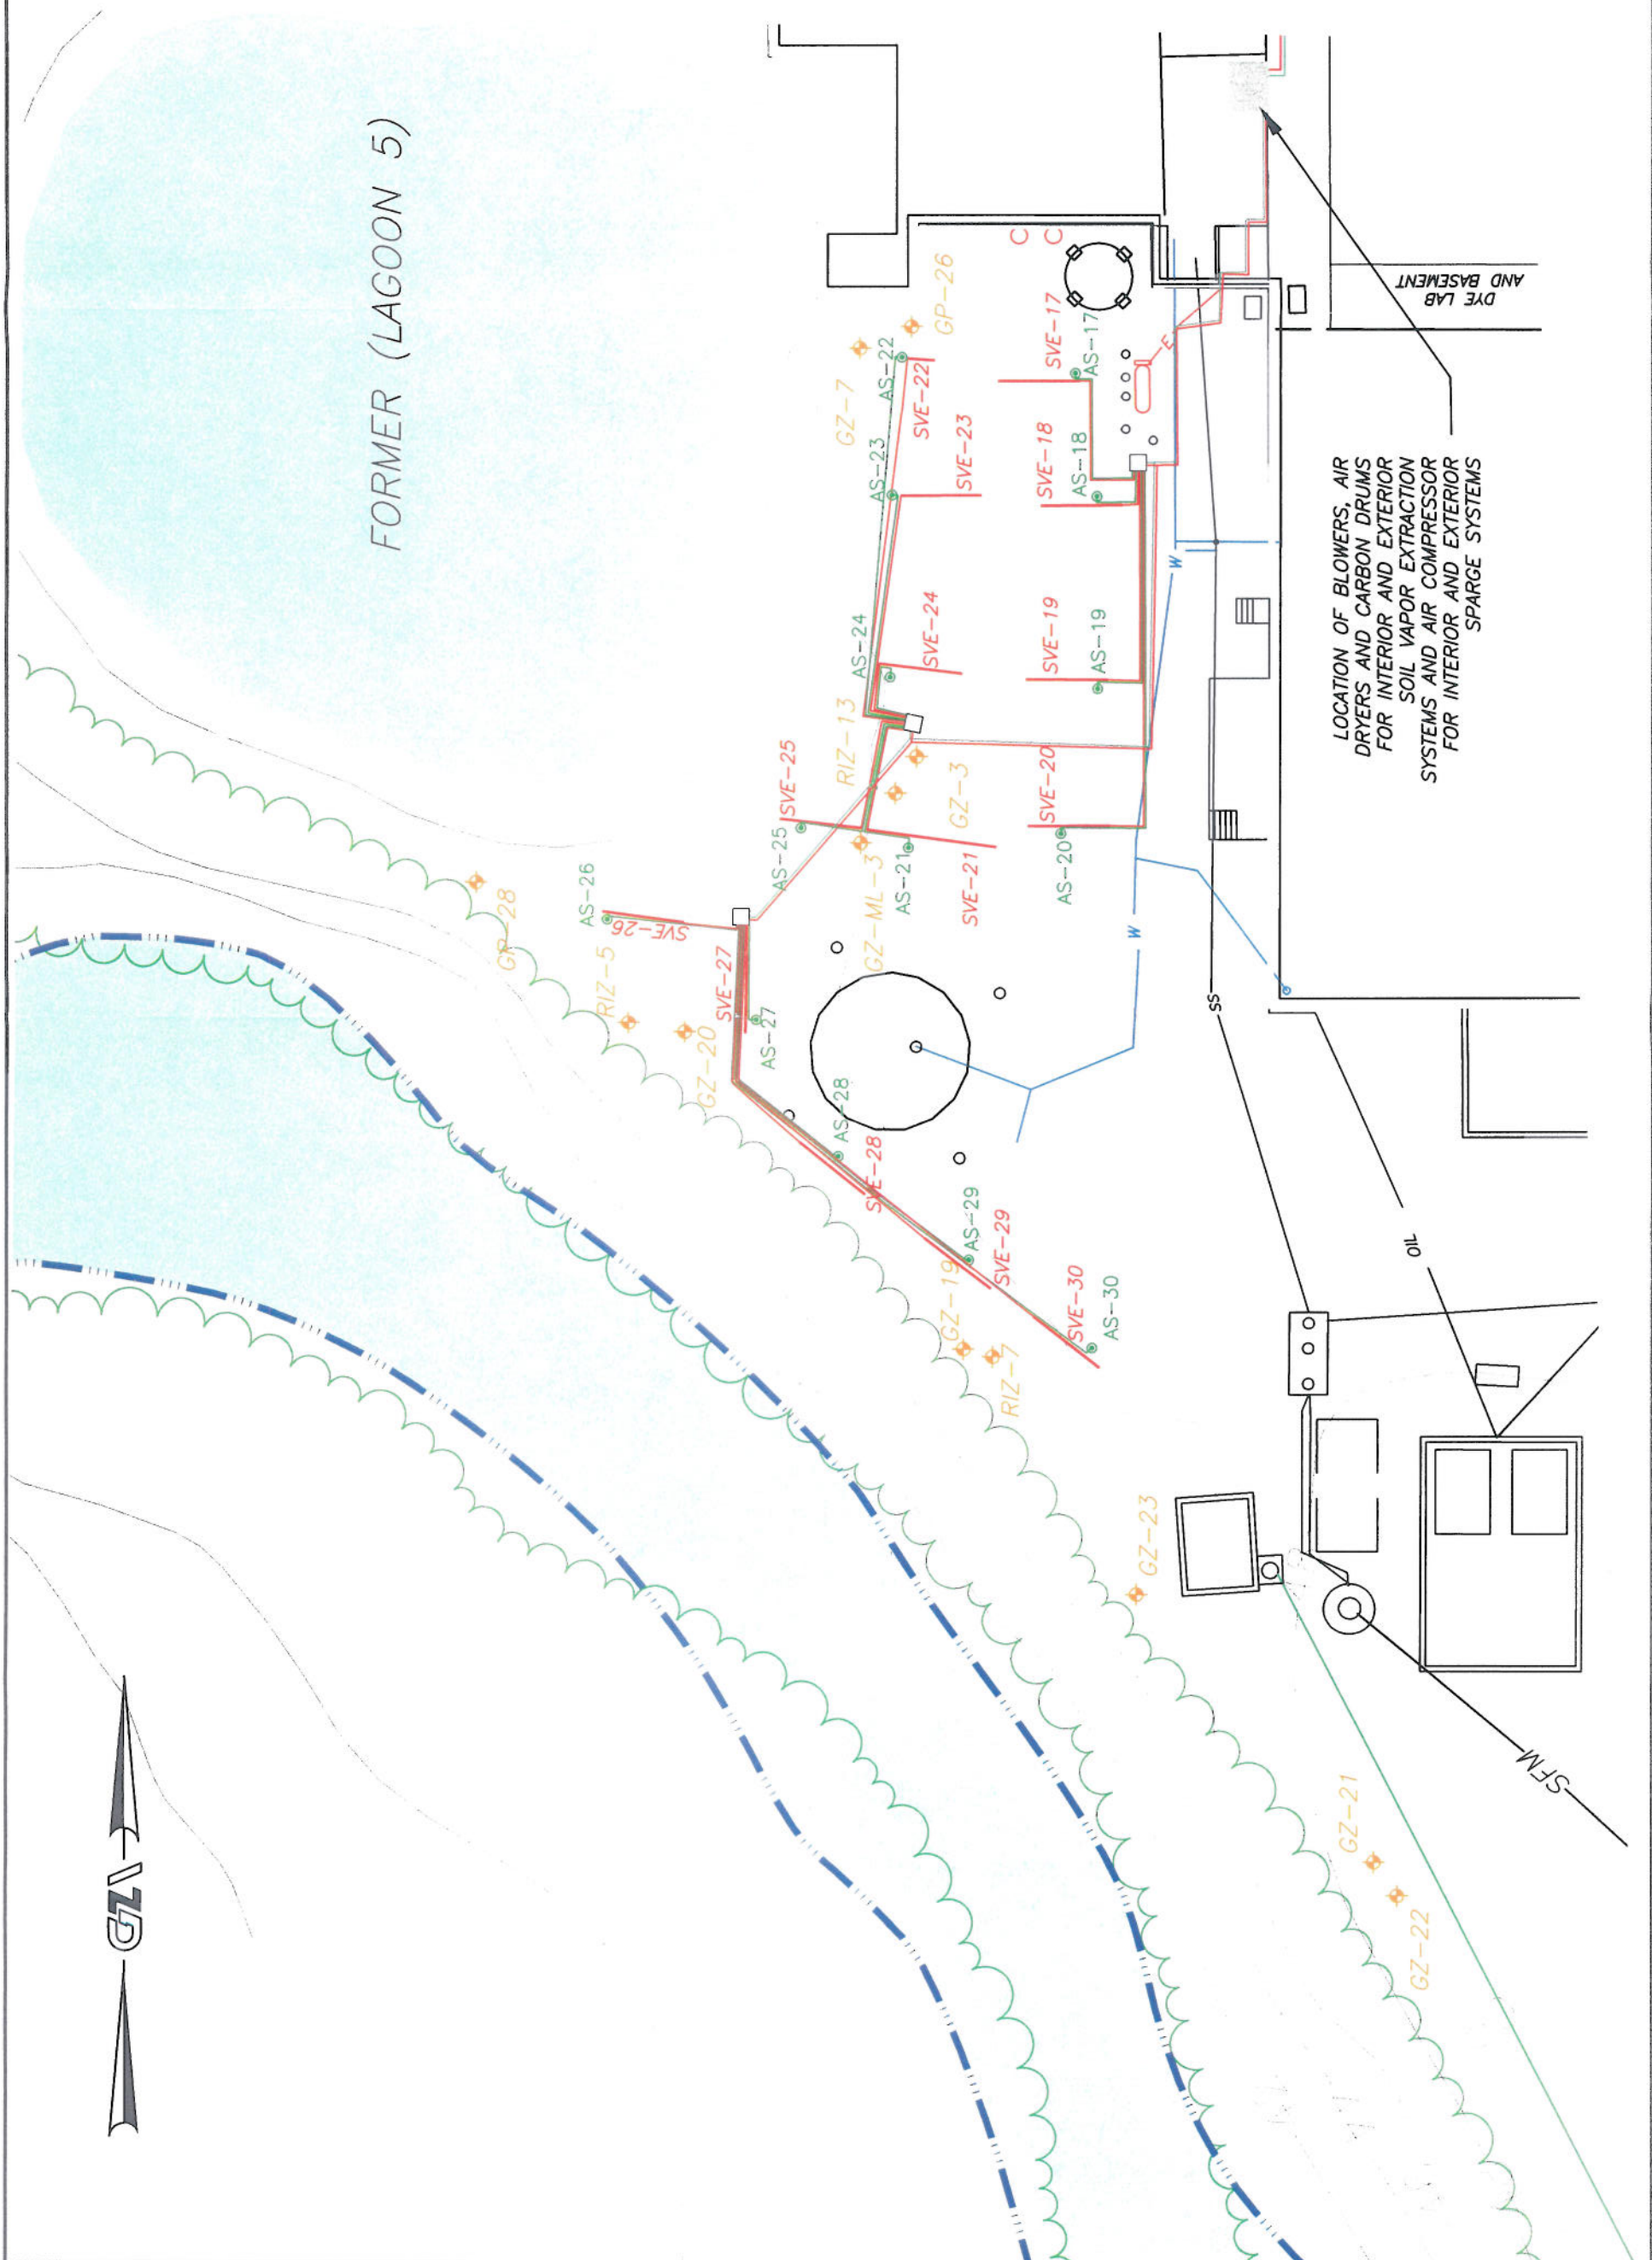 FORMER (LAGOON 5)
GP-26
GZ-7
AS-22
SVE-22
AS-23
SVE-23
C
C
SVE-17
AS-17
E
SVE-18
AS-18
DYE LAB
AND BASEMENT
AS-24
SVE-24
SVE-19
AS-19
W
LOCATION OF BLOWERS, AIR
DRYERS AND CARBON DRUMS
FOR INTERIOR AND EXTERIOR
SOIL VAPOR EXTRACTION
SYSTEMS AND AIR COMPRESSOR
FOR INTERIOR AND EXTERIOR
SPARGE SYSTEMS
RIZ-13
SVE-25
AS-25
GZ-3
SVE-20
AS-20
GZ-ML-3
AS-21
SVE-21
W
AS-26
SVE-26
GP-28
RIZ-5
GZ-20
SVE-27
AS-27
SS
AS-28
SVE-28
AS-29
SVE-29
GZ-19
RIZ-7
SVE-30
AS-30
OIL
GZ-23
SFM
GZ-21
GZ-22
GZA